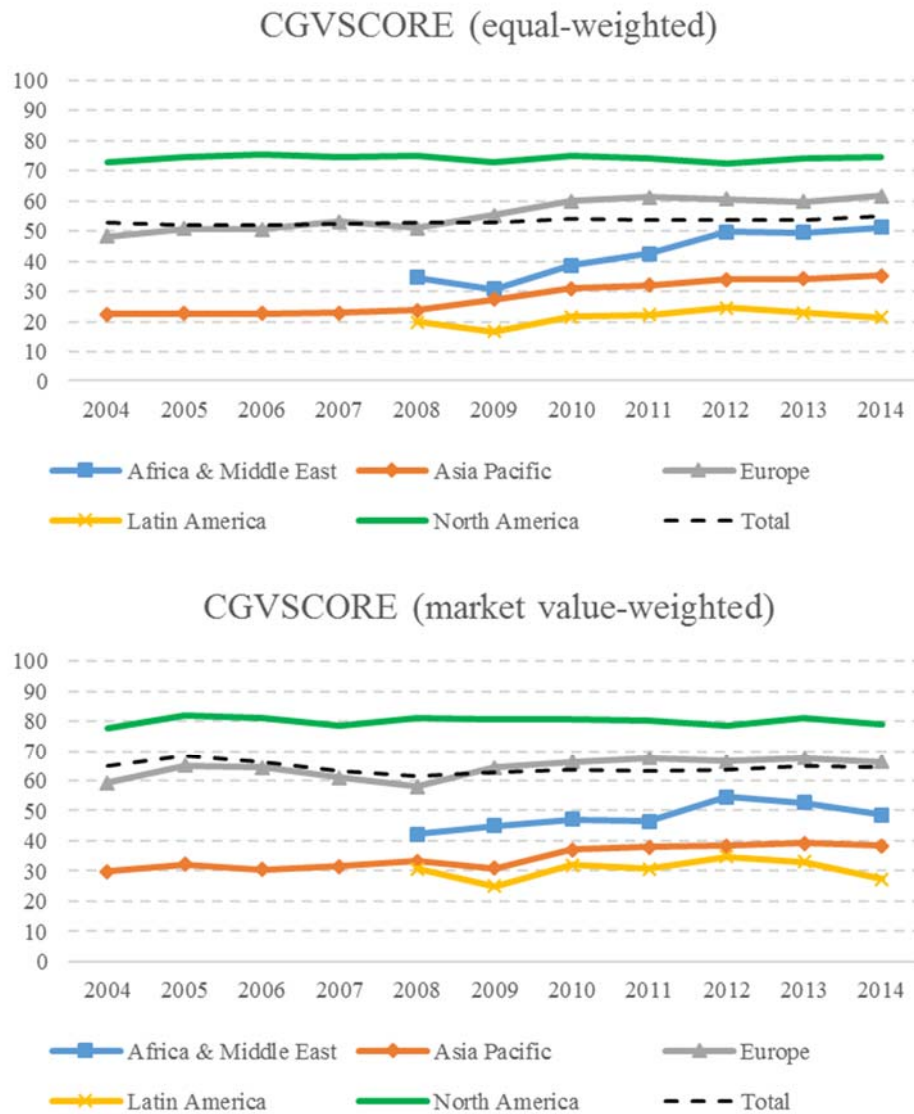 CGVSCORE (equal-weighted)
100
90
80
70
60
50
40
30
20
10
0
2004 2005 2006 2007 2008 2009 2010 2011 2012 2013 2014
Africa & Middle East Asia Pacific Europe
Latin America North America Total
CGVSCORE (market value-weighted)
100
90
80
70
60
50
40
30
20
10
0
2004 2005 2006 2007 2008 2009 2010 2011 2012 2013 2014
Africa & Middle East Asia Pacific Europe
Latin America North America Total